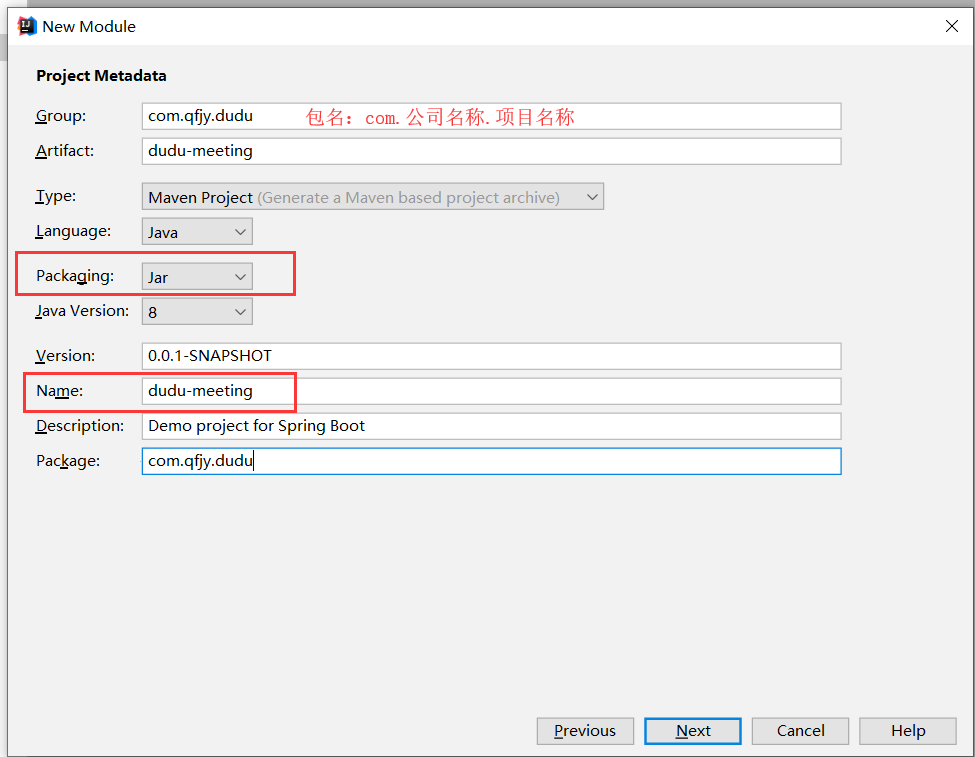 New Module
Project Metadata
Group: com.qfjy.dudu 包名：com.公司名称.项目名称
Artifact: dudu-meeting
Type: Maven Project (Generate a Maven based project archive)
Language: Java
Packaging: Jar
Java Version: 8
Version: 0.0.1-SNAPSHOT
Name: dudu-meeting
Description: Demo project for Spring Boot
Package: com.qfjy.dudu
Previous Next Cancel Help